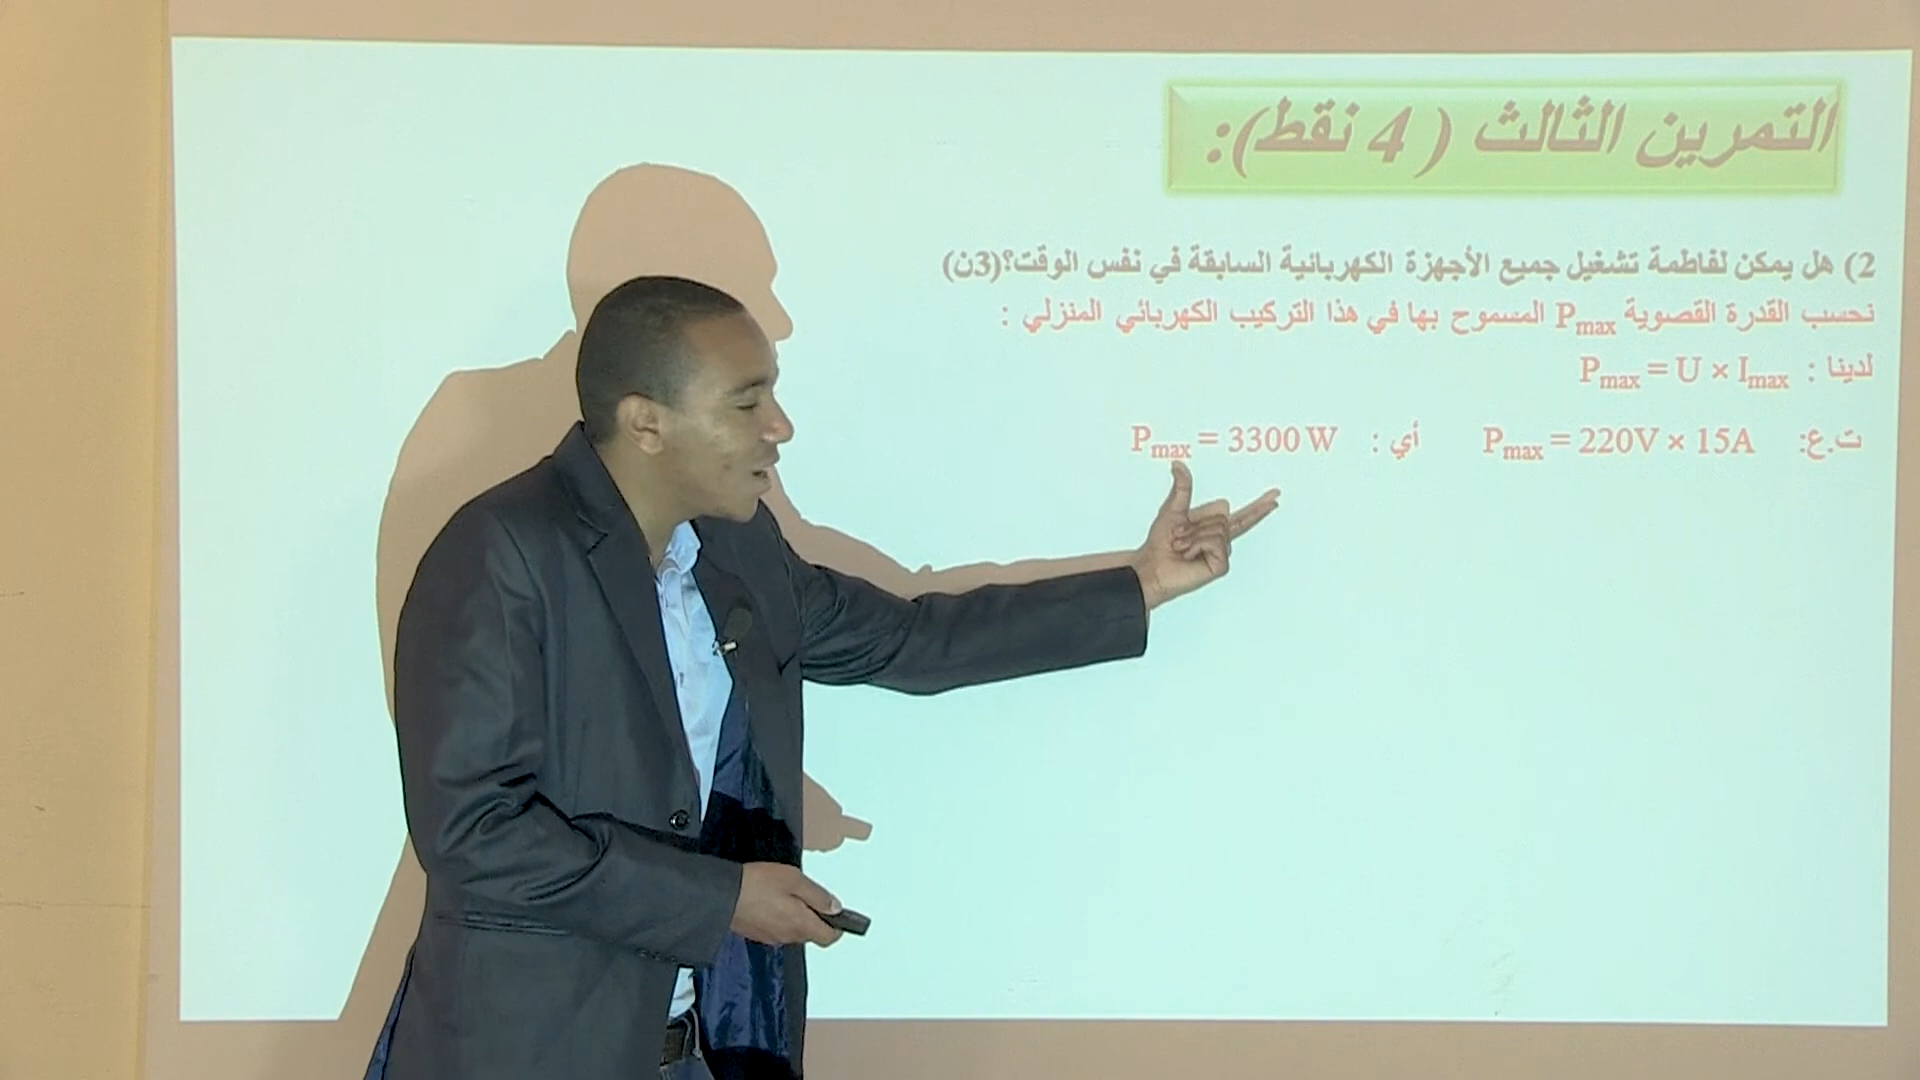 التمرين الثالث ( 4 نقط):
2) هل يمكن لفاطمة تشغيل جميع الأجهزة الكهربائية السابقة في نفس الوقت؟(3ن)
نحسب القدرة القصوية Pmax المسموح بها في هذا التركيب الكهربائي المنزلي :
لدينا : Pmax = U × Imax
ت.ع: Pmax = 220V × 15A أي : Pmax = 3300 W